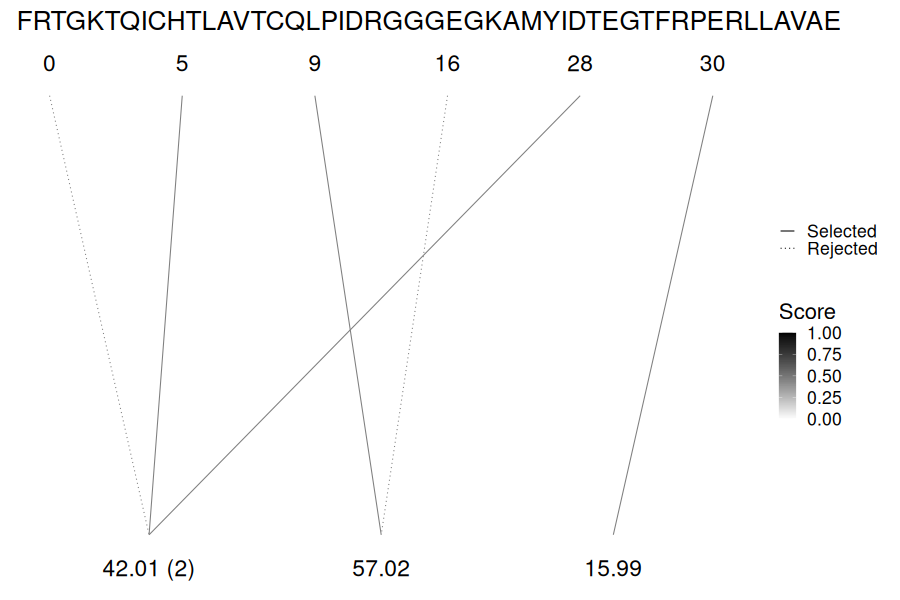 FRTGKTQICHTLAVTCQLPIDRGGGEGKAMYIDTEGTFRPERLLAVAE
0 5 9 16 28 30
Selected
Rejected
Score
1.00
0.75
0.50
0.25
0.00
42.01 (2) 57.02 15.99